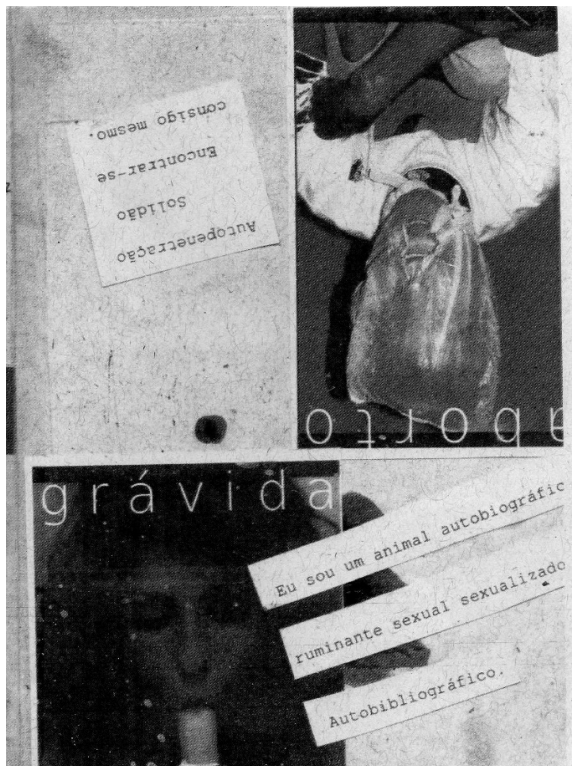 Autopenetração
Solidão
Encontrar-se
consigo mesmo.
aborto
grávida
Eu sou um animal autobiográfic
ruminante sexual sexualizado
Autobibliográfico.